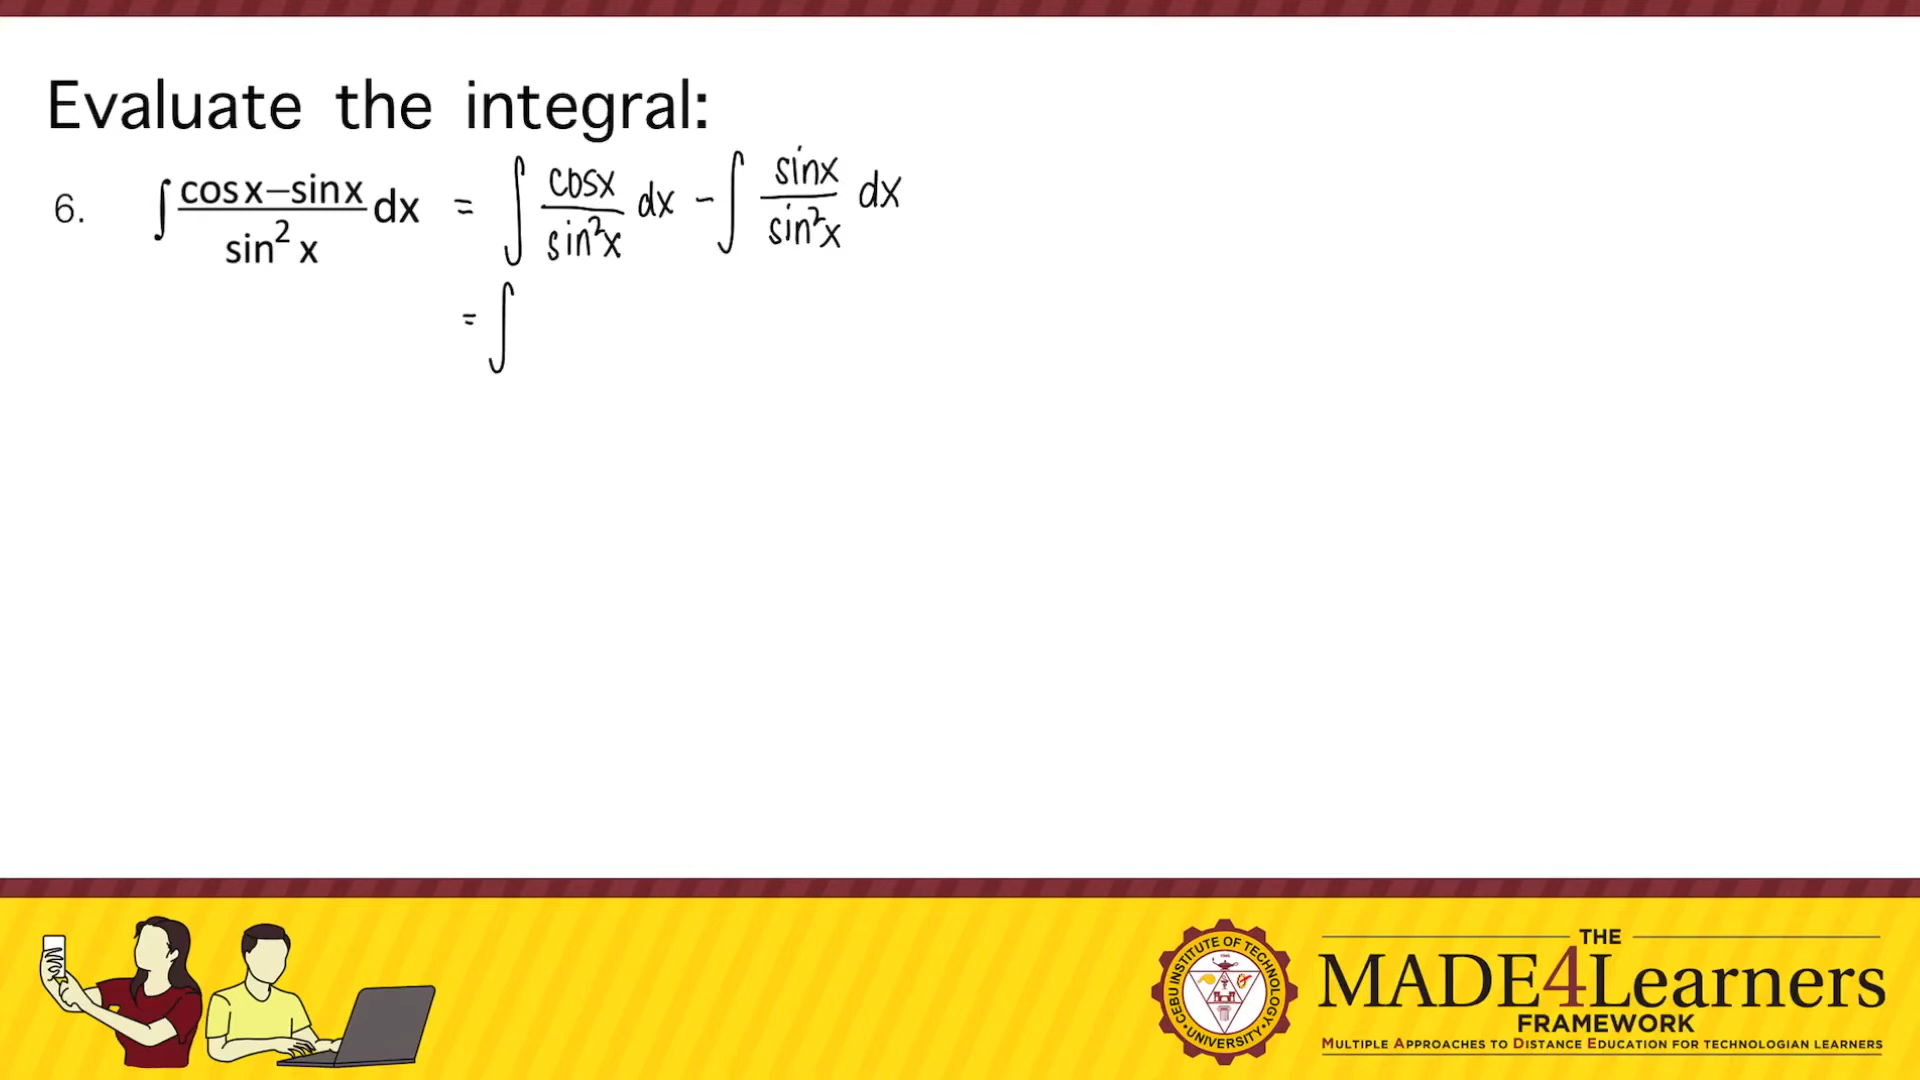 Evaluate the integral:
6. ∫ cos x–sin x / sin² x dx = ∫ cosx / sin²x dx - ∫ sinx / sin²x dx
= ∫
CEBU INSTITUTE OF TECHNOLOGY • UNIVERSITY •
THE
MADE4Learners
FRAMEWORK
MULTIPLE APPROACHES TO DISTANCE EDUCATION FOR TECHNOLOGIAN LEARNERS